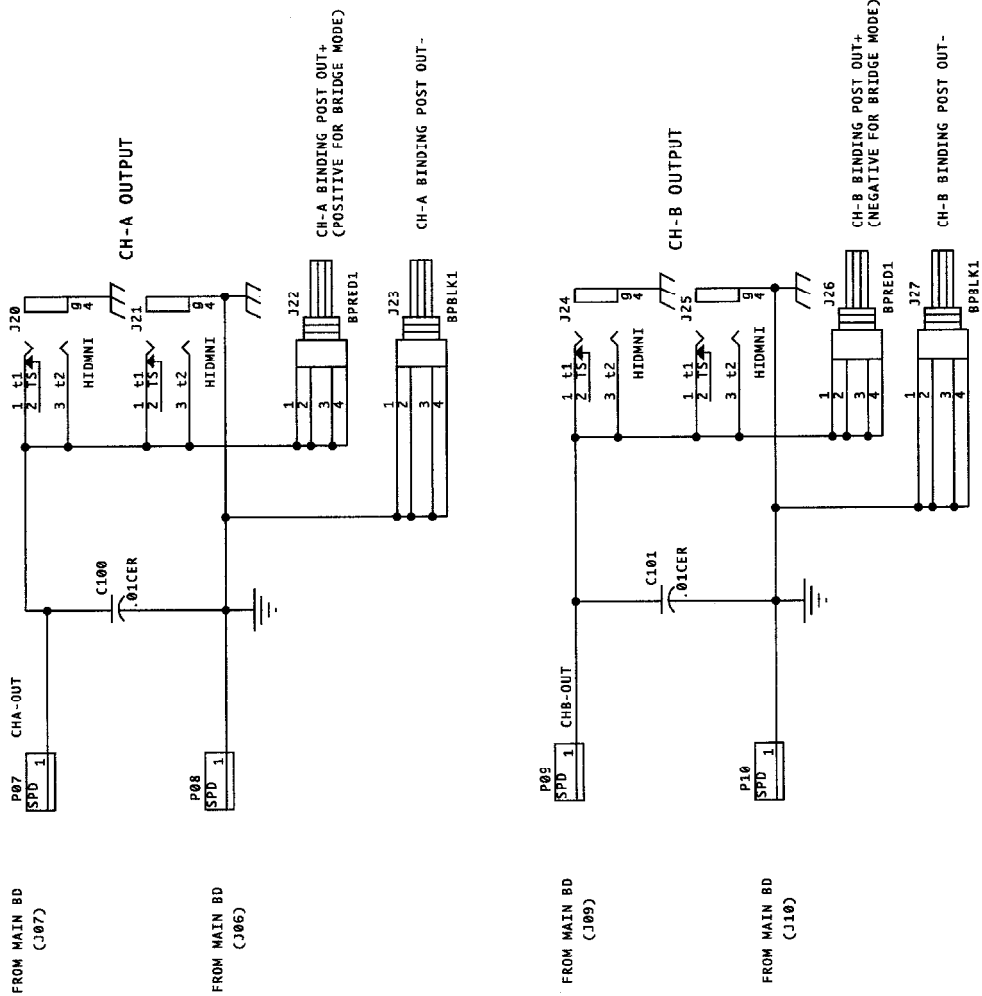 FROM MAIN BD
(J07)
P07
SPD 1
CHA-OUT
FROM MAIN BD
(J06)
P08
SPD 1
C100
.01CER
J20
1 t1
2 TS
3 t2
g
4
HIDMNI
J21
1 t1
2 TS
3 t2
g
4
HIDMNI
CH-A OUTPUT
J22
1
2
3
4
BPRED1
CH-A BINDING POST OUT+
(POSITIVE FOR BRIDGE MODE)
J23
1
2
3
4
BPBLK1
CH-A BINDING POST OUT-
FROM MAIN BD
(J09)
P09
SPD 1
CHB-OUT
FROM MAIN BD
(J10)
P10
SPD 1
C101
.01CER
J24
1 t1
2 TS
3 t2
g
4
HIDMNI
J25
1 t1
2 TS
3 t2
g
4
HIDMNI
CH-B OUTPUT
J26
1
2
3
4
BPRED1
CH-B BINDING POST OUT+
(NEGATIVE FOR BRIDGE MODE)
J27
1
2
3
4
BPBLK1
CH-B BINDING POST OUT-